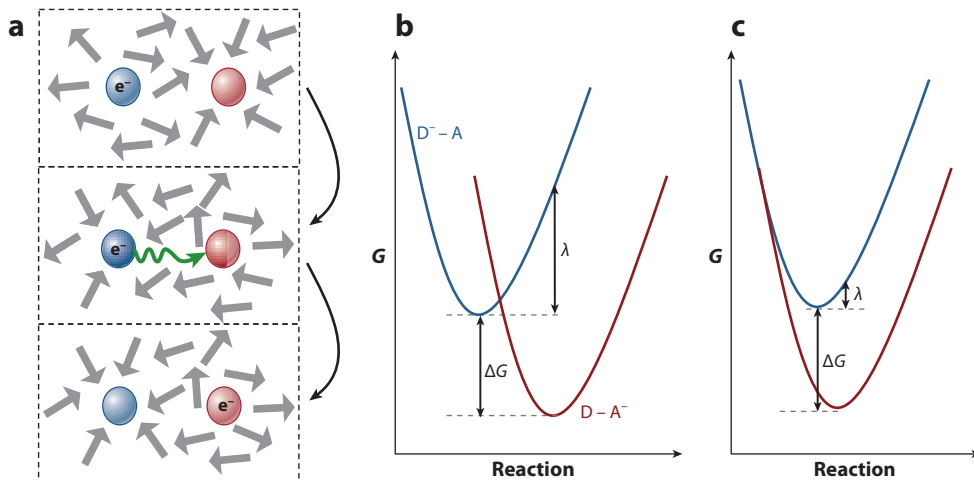 a
e⁻
e⁻
e⁻
b
G
D⁻ – A
λ
ΔG
D – A⁻
Reaction
c
G
λ
ΔG
Reaction